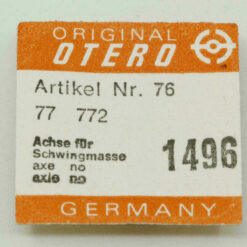 ORIGINAL
OTERO
Artikel Nr. 76
77 772
Achse für
Schwingmasse
axe no
axle no
1496
GERMANY